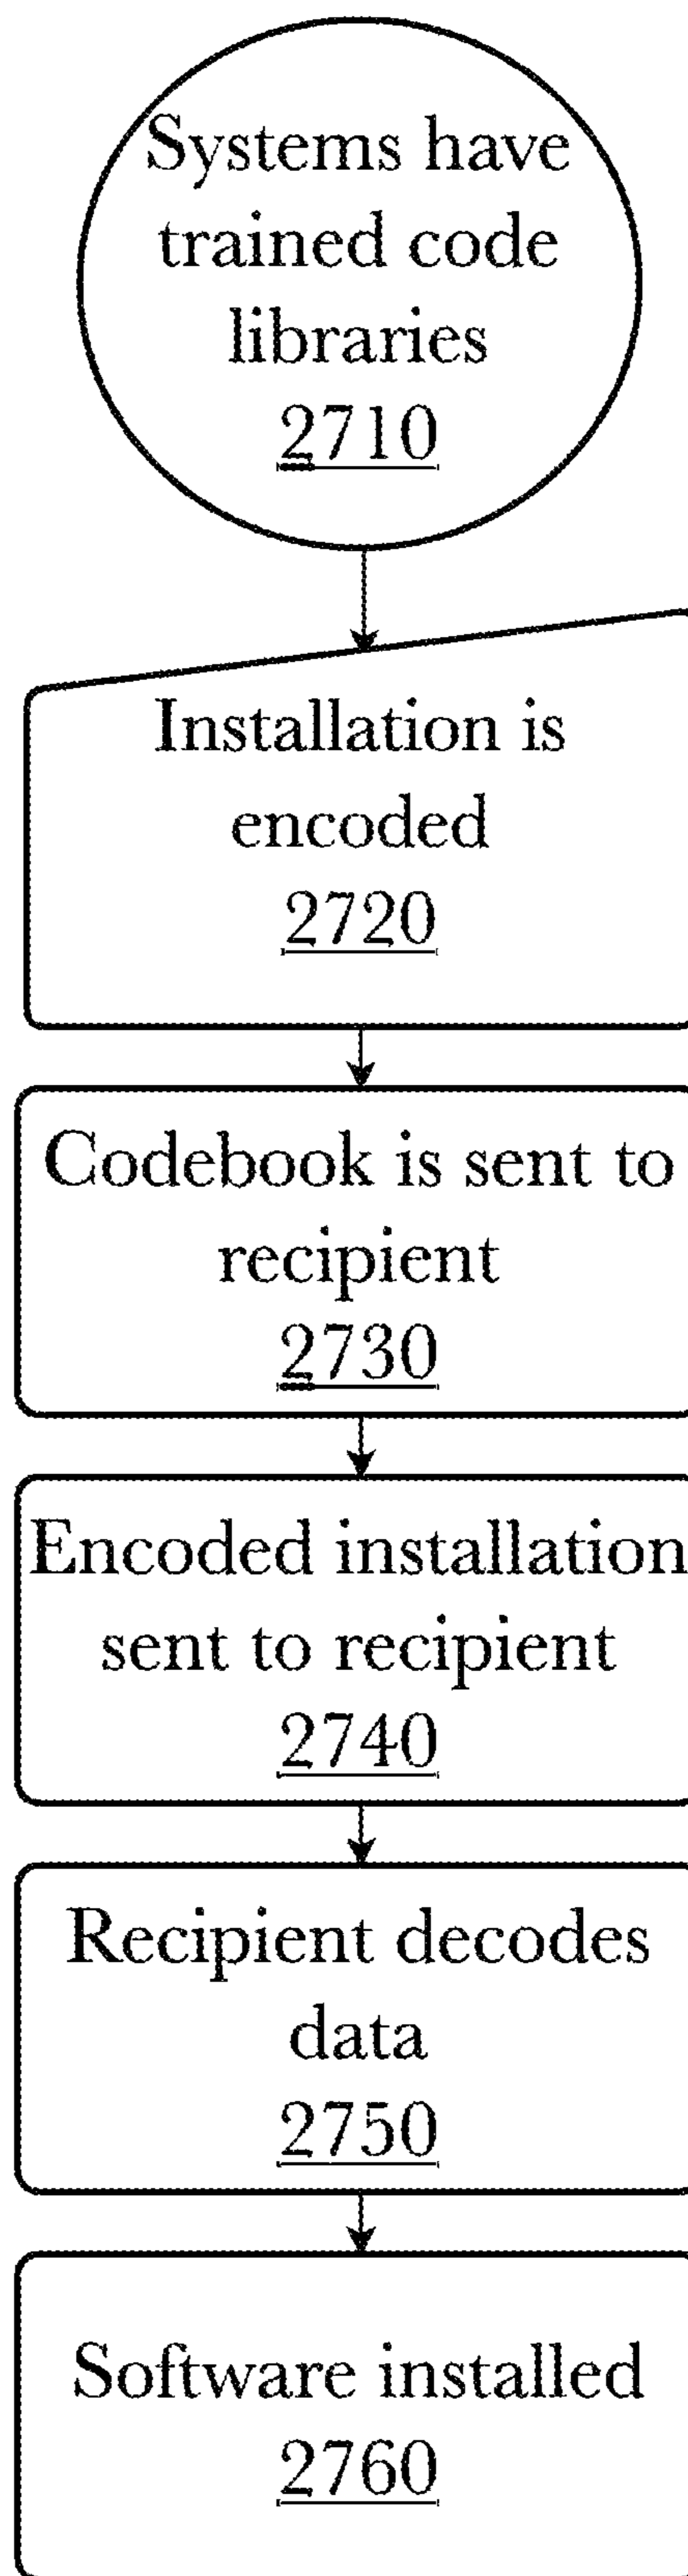 Systems have
trained code
libraries
2710
Installation is
encoded
2720
Codebook is sent to
recipient
2730
Encoded installation
sent to recipient
2740
Recipient decodes
data
2750
Software installed
2760